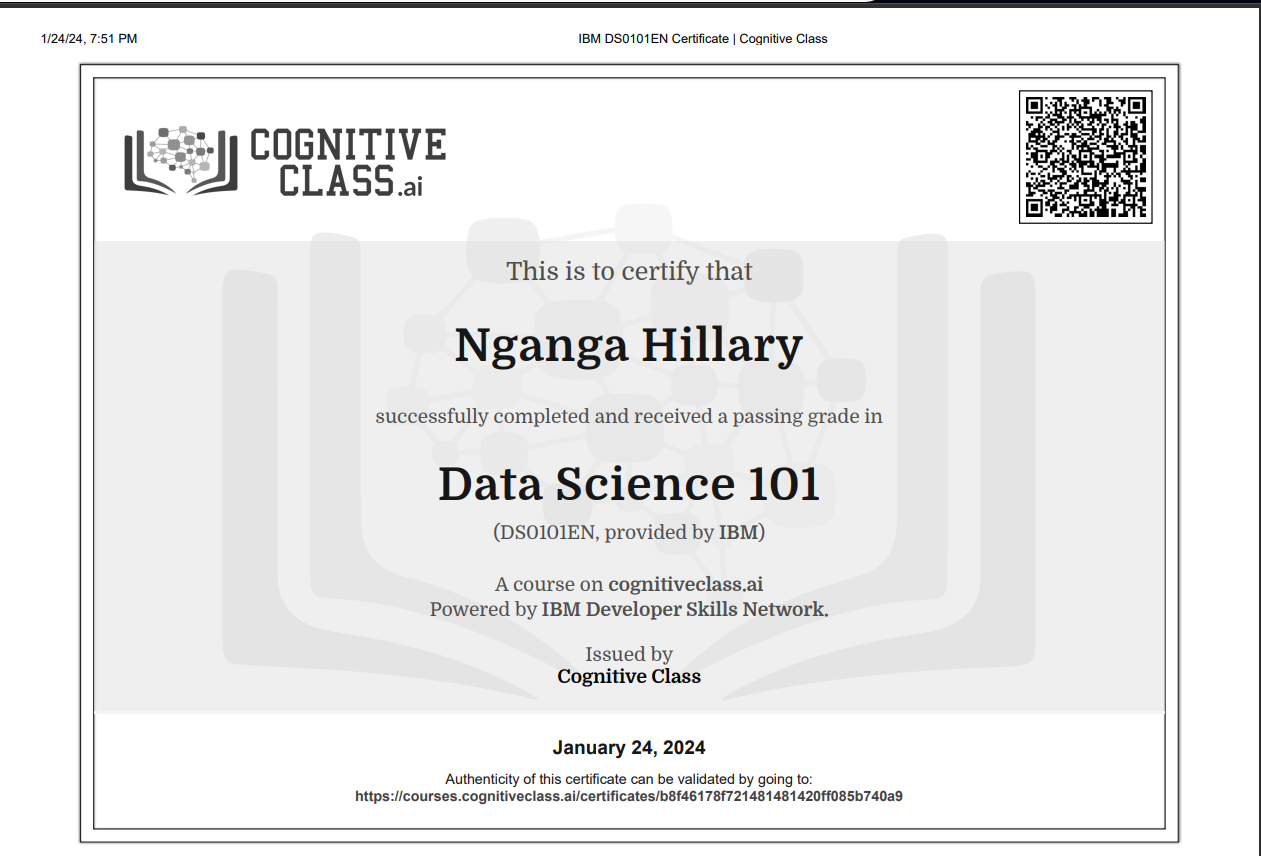 1/24/24, 7:51 PM
IBM DS0101EN Certificate | Cognitive Class
COGNITIVE
CLASS.ai
This is to certify that
Nganga Hillary
successfully completed and received a passing grade in
Data Science 101
(DS0101EN, provided by IBM)
A course on cognitiveclass.ai
Powered by IBM Developer Skills Network.
Issued by
Cognitive Class
January 24, 2024
Authenticity of this certificate can be validated by going to:
https://courses.cognitiveclass.ai/certificates/b8f46178f721481481420ff085b740a9